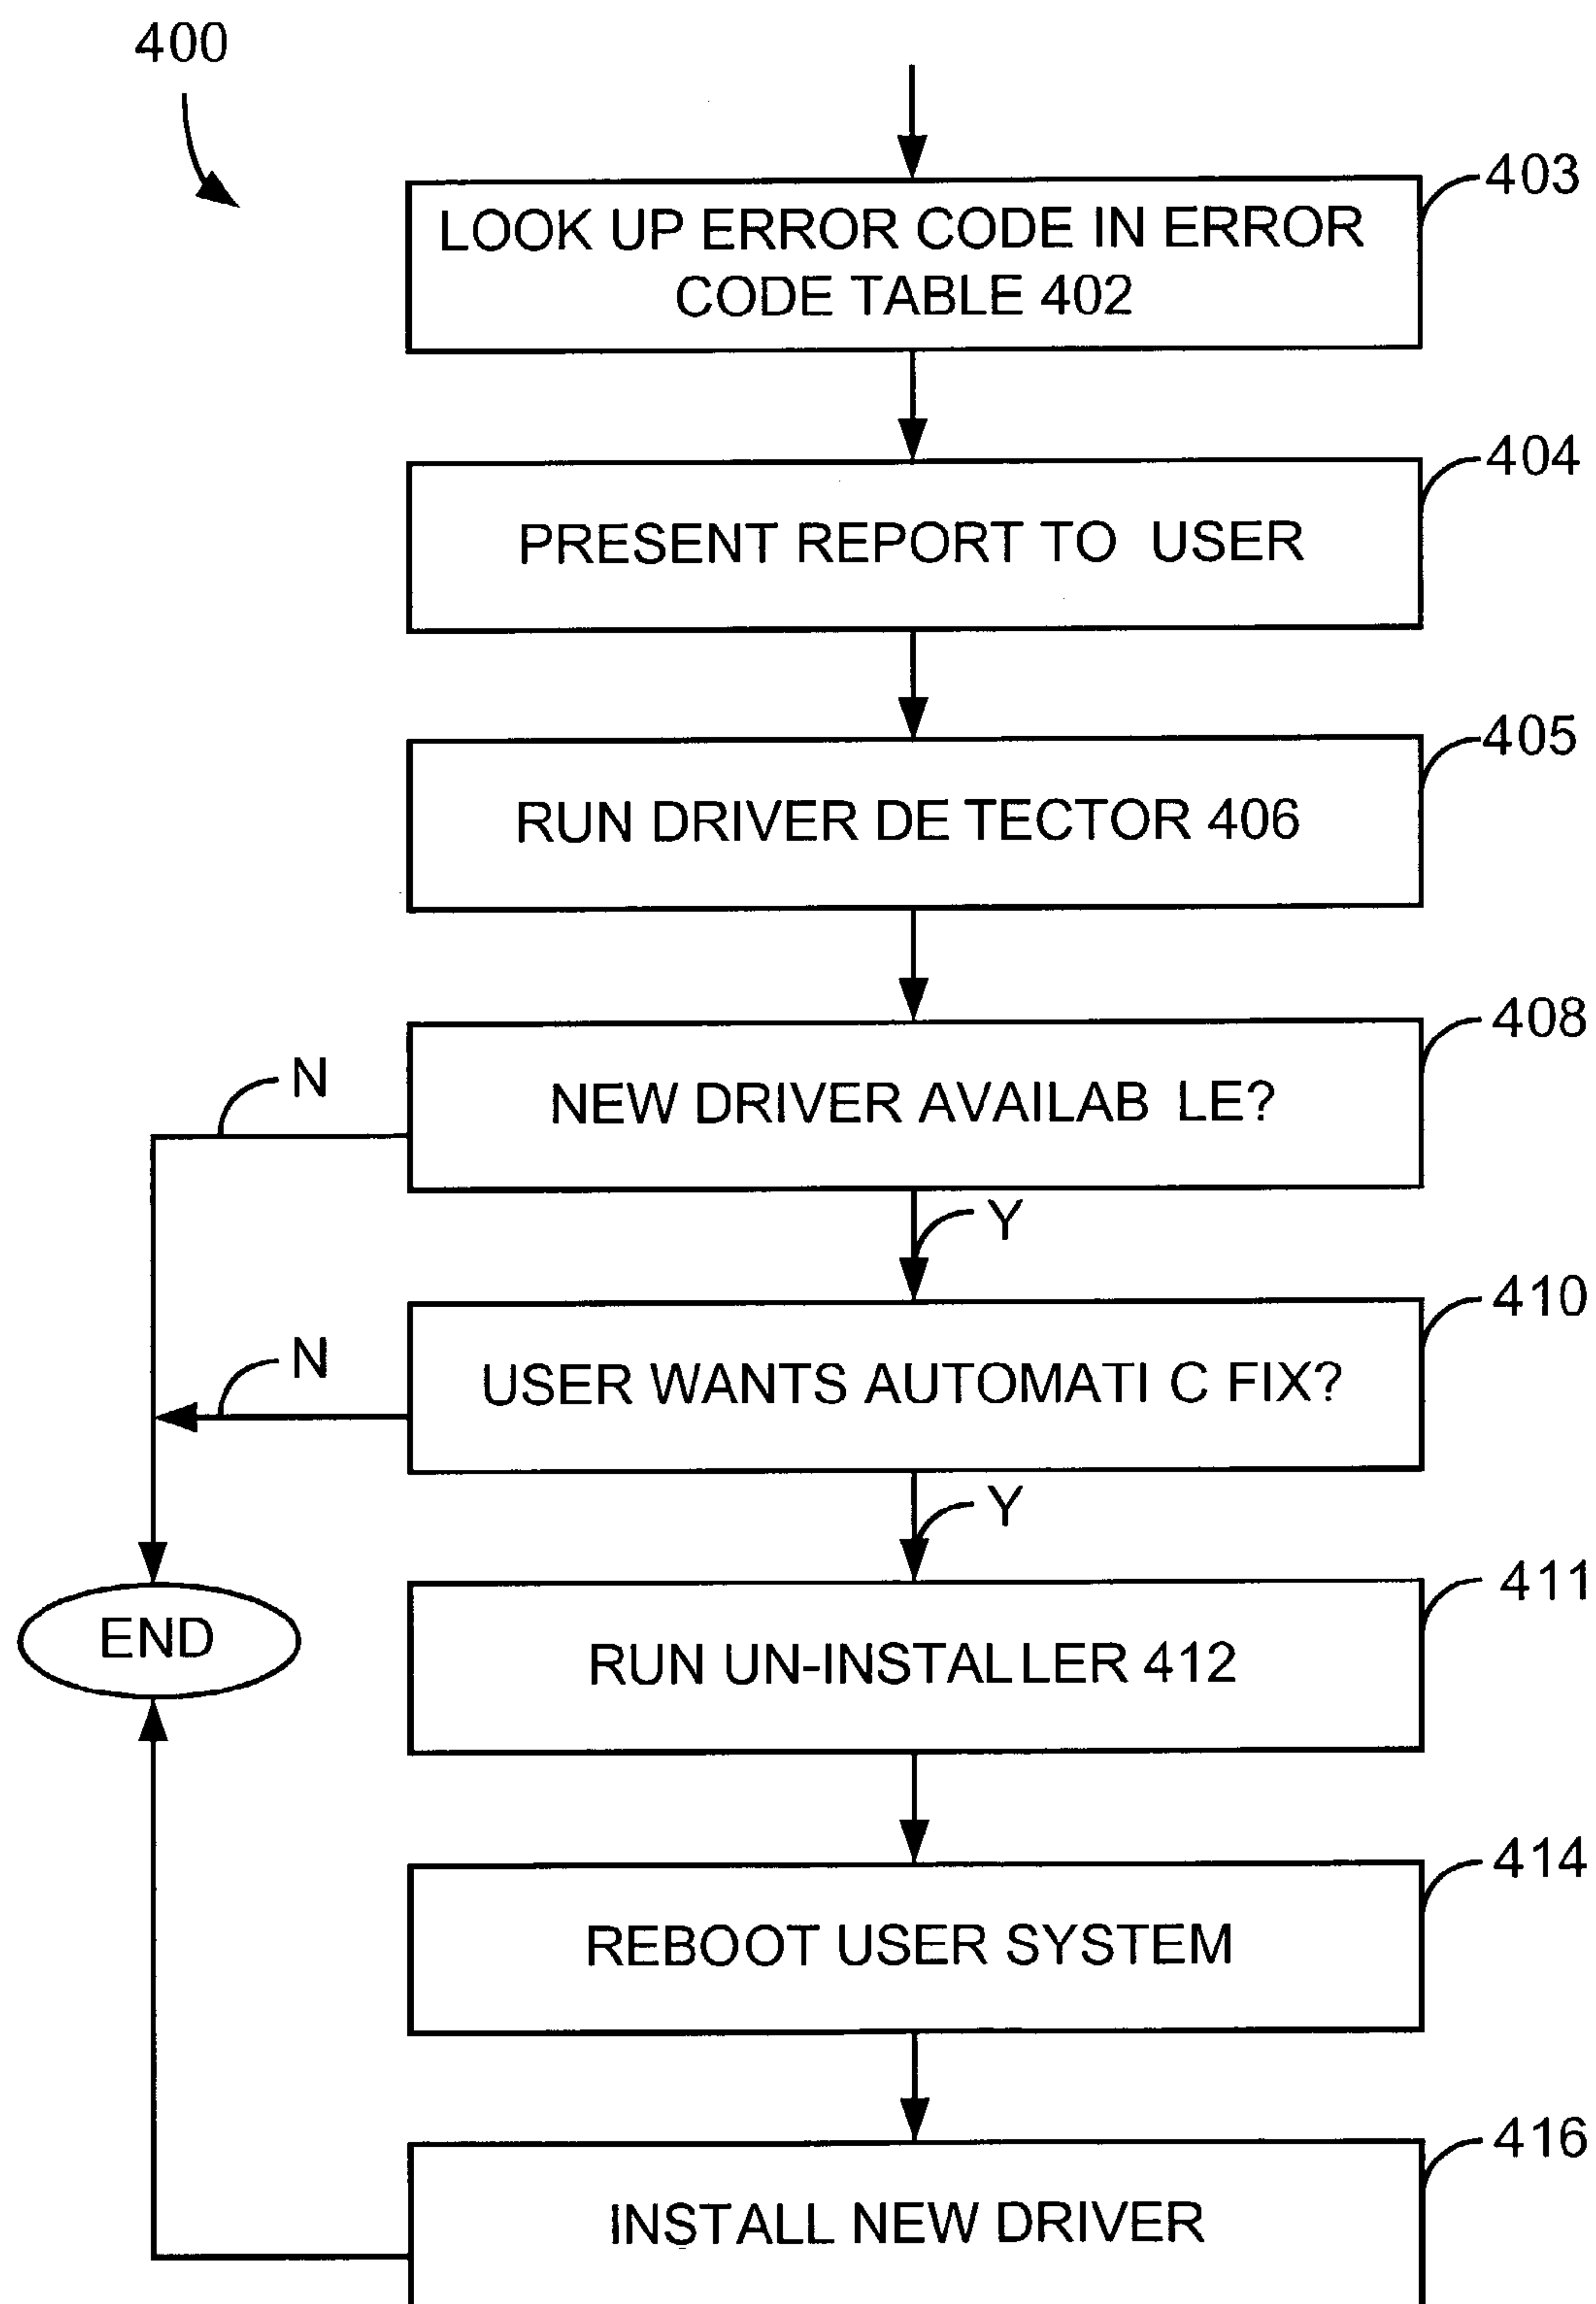 400
403
LOOK UP ERROR CODE IN ERROR
CODE TABLE 402
404
PRESENT REPORT TO USER
405
RUN DRIVER DE TECTOR 406
408
N
NEW DRIVER AVAILAB LE?
Y
410
N
USER WANTS AUTOMATI C FIX?
Y
411
END
RUN UN-INSTALLER 412
414
REBOOT USER SYSTEM
416
INSTALL NEW DRIVER